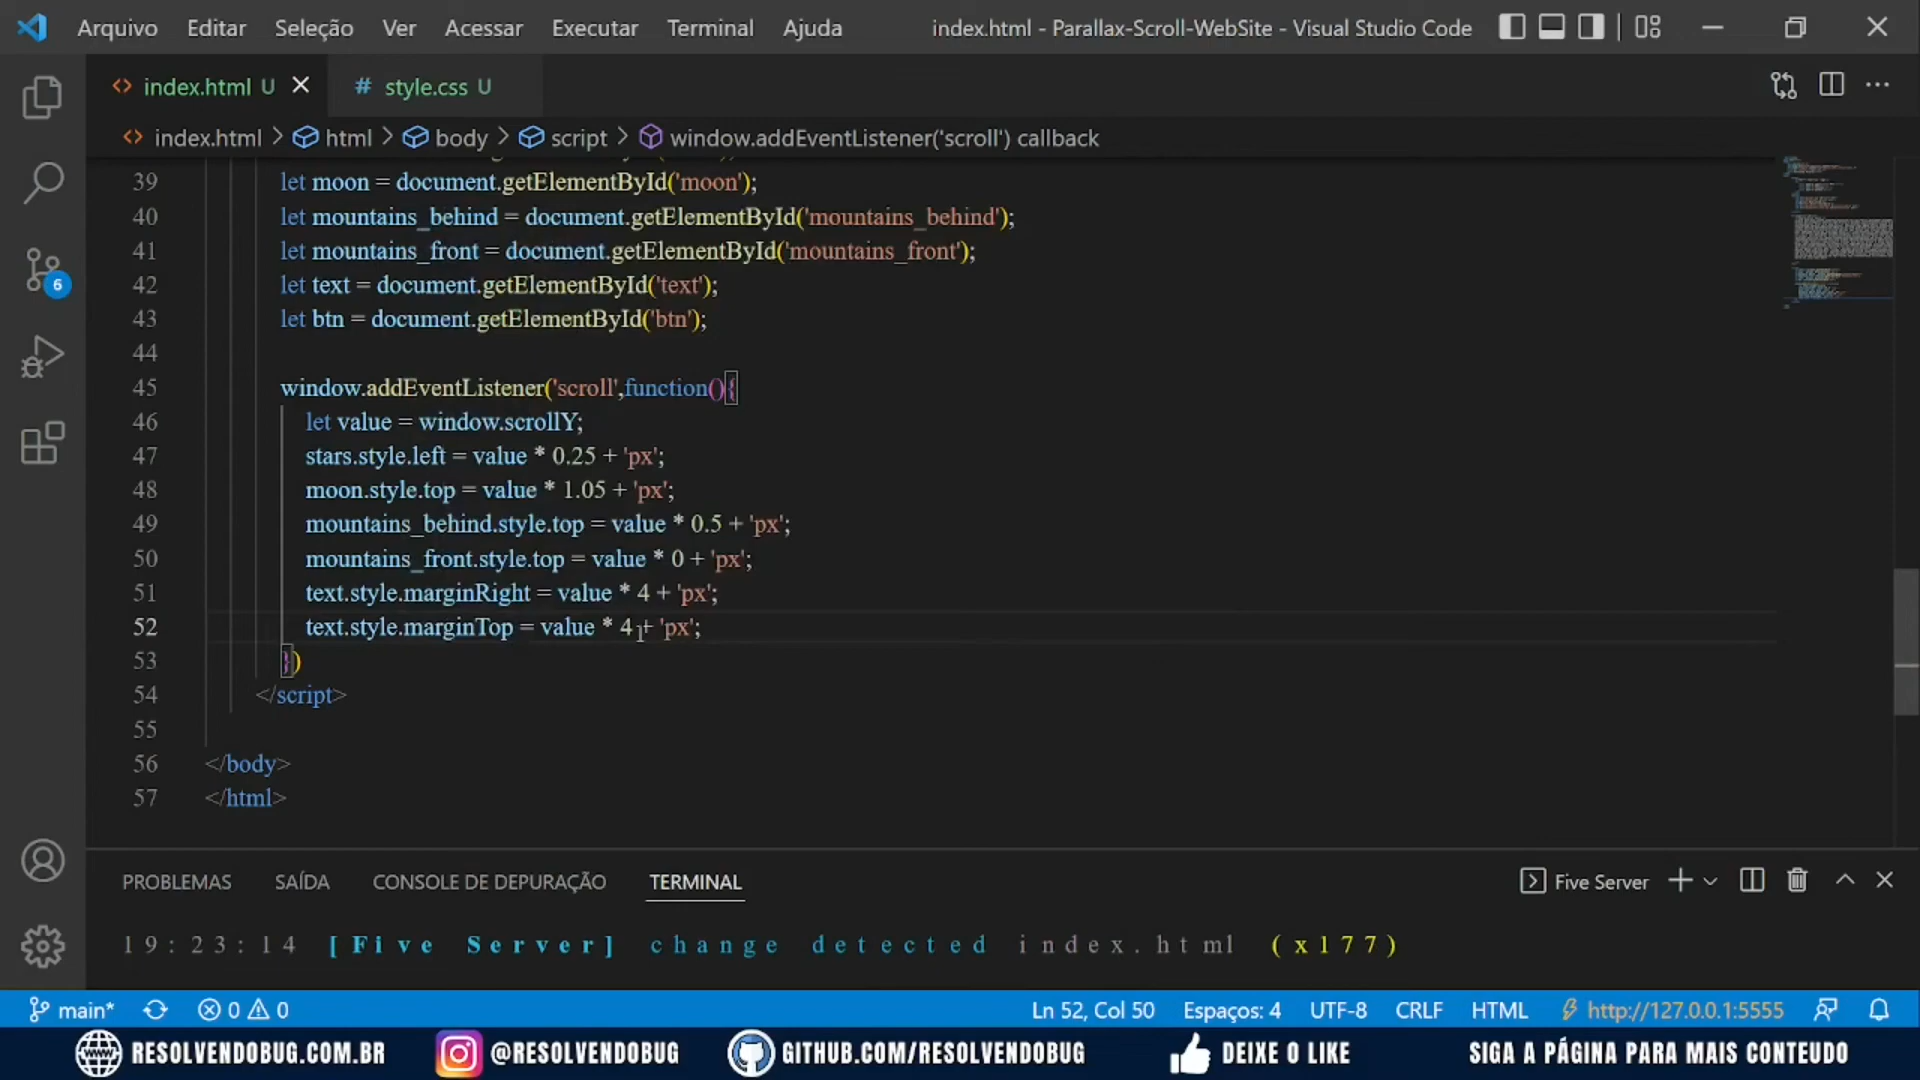 Arquivo Editar Seleção Ver Acessar Executar Terminal Ajuda index.html - Parallax-Scroll-WebSite - Visual Studio Code
index.html U style.css U
index.html > html > body > script > window.addEventListener('scroll') callback
39 let moon = document.getElementById('moon');
40 let mountains_behind = document.getElementById('mountains_behind');
41 let mountains_front = document.getElementById('mountains_front');
42 let text = document.getElementById('text');
43 let btn = document.getElementById('btn');
44
45 window.addEventListener('scroll',function(){
46 let value = window.scrollY;
47 stars.style.left = value * 0.25 + 'px';
48 moon.style.top = value * 1.05 + 'px';
49 mountains_behind.style.top = value * 0.5 + 'px';
50 mountains_front.style.top = value * 0 + 'px';
51 text.style.marginRight = value * 4 + 'px';
52 text.style.marginTop = value * 4 + 'px';
53 })
54 </script>
55
56 </body>
57 </html>
6
PROBLEMAS SAÍDA CONSOLE DE DEPURAÇÃO TERMINAL Five Server
19:23:14 [Five Server] change detected index.html (x177)
main* 0 0 Ln 52, Col 50 Espaços: 4 UTF-8 CRLF HTML http://127.0.0.1:5555
RESOLVENDOBUG.COM.BR @RESOLVENDOBUG GITHUB.COM/RESOLVENDOBUG DEIXE O LIKE SIGA A PÁGINA PARA MAIS CONTEUDO